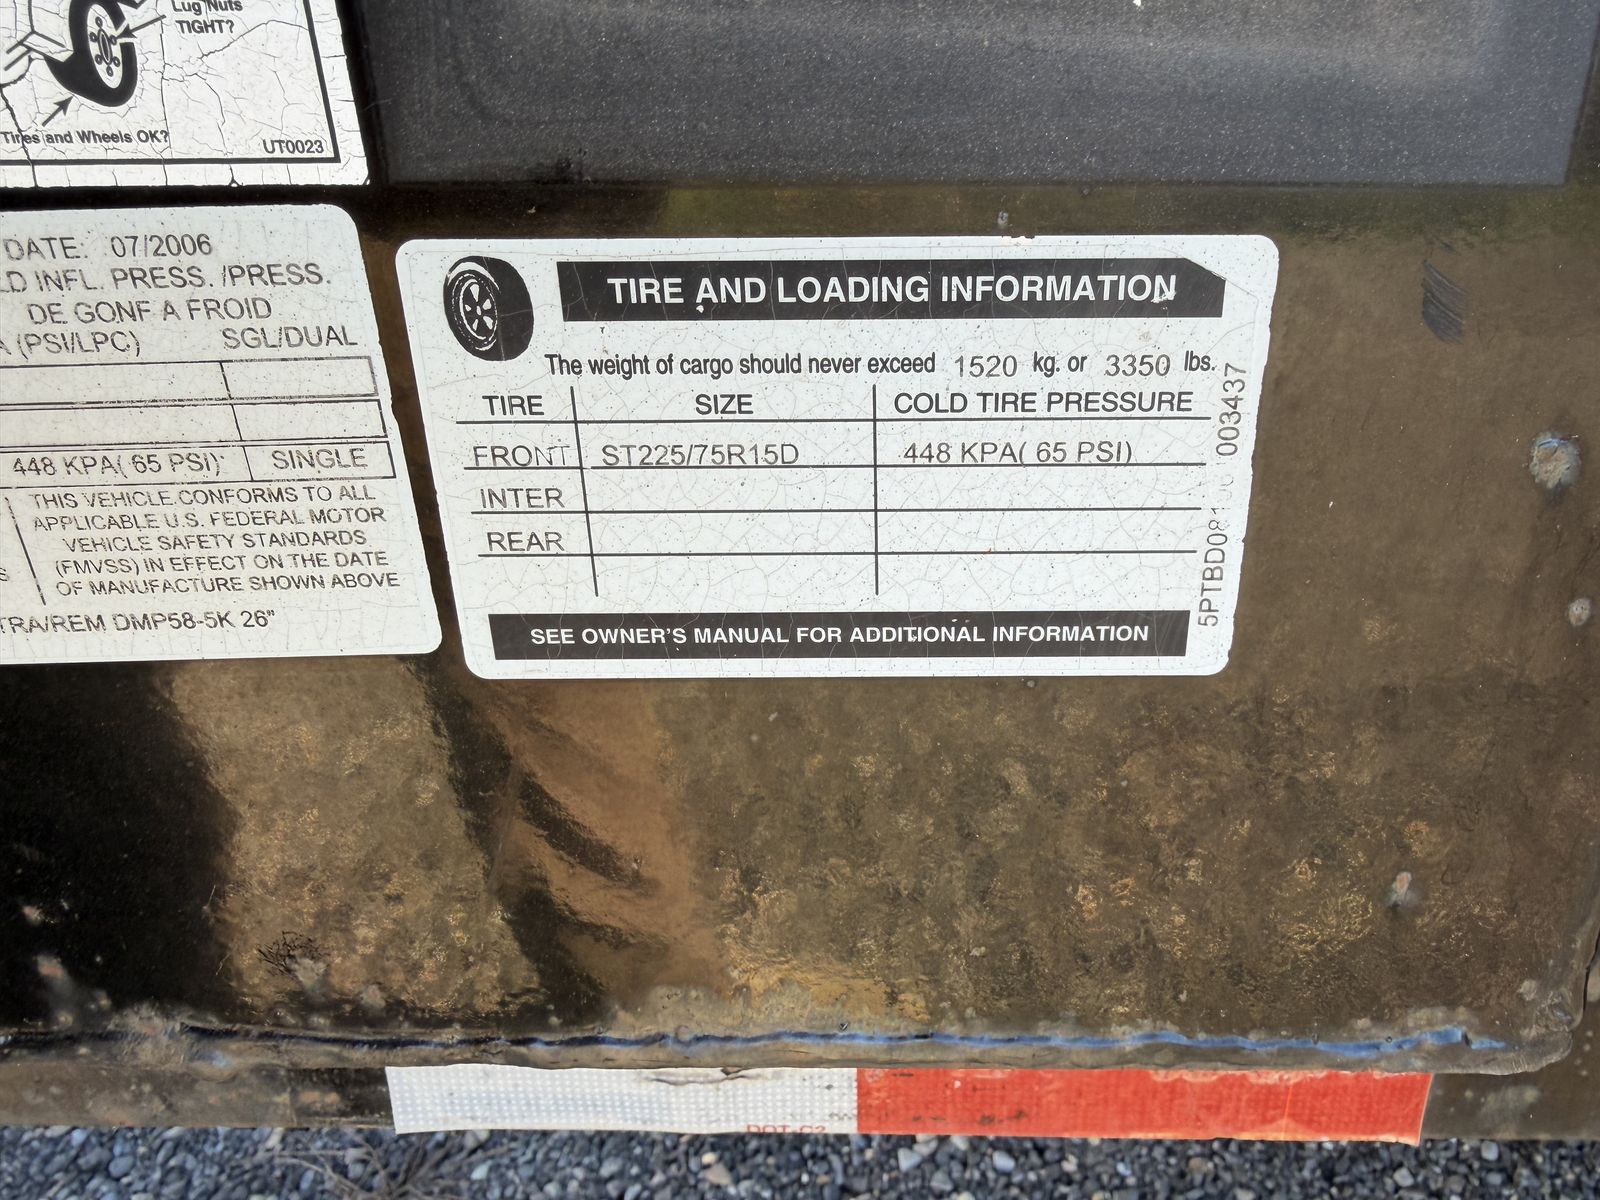 Lug Nuts
TIGHT?
Tires and Wheels OK?
UT0023
DATE. 07/2006
LD INFL. PRESS. /PRESS.
DE GONF A FROID
A (PSI/LPC) SGL/DUAL
448 KPA( 65 PSI) SINGLE
THIS VEHICLE CONFORMS TO ALL
APPLICABLE U.S. FEDERAL MOTOR
VEHICLE SAFETY STANDARDS
(FMVSS) IN EFFECT ON THE DATE
OF MANUFACTURE SHOWN ABOVE
S
TRA/REM DMP58-5K 26"
TIRE AND LOADING INFORMATION
The weight of cargo should never exceed 1520 kg. or 3350 lbs.
TIRE SIZE COLD TIRE PRESSURE
FRONT ST225/75R15D 448 KPA( 65 PSI)
INTER
REAR
SEE OWNER'S MANUAL FOR ADDITIONAL INFORMATION
003437